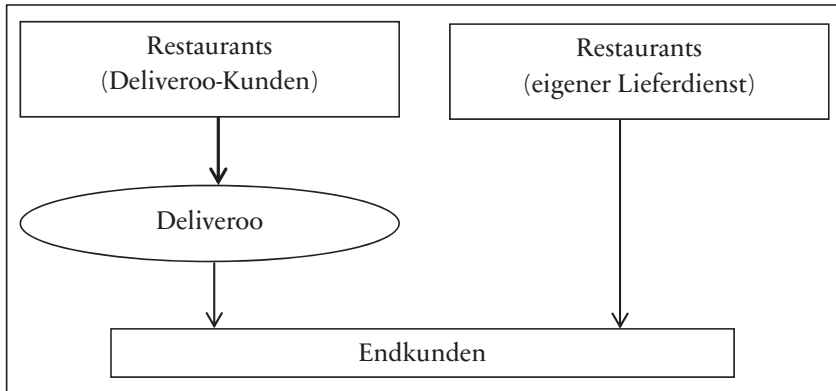 Restaurants
(Deliveroo-Kunden)
Restaurants
(eigener Lieferdienst)
Deliveroo
Endkunden